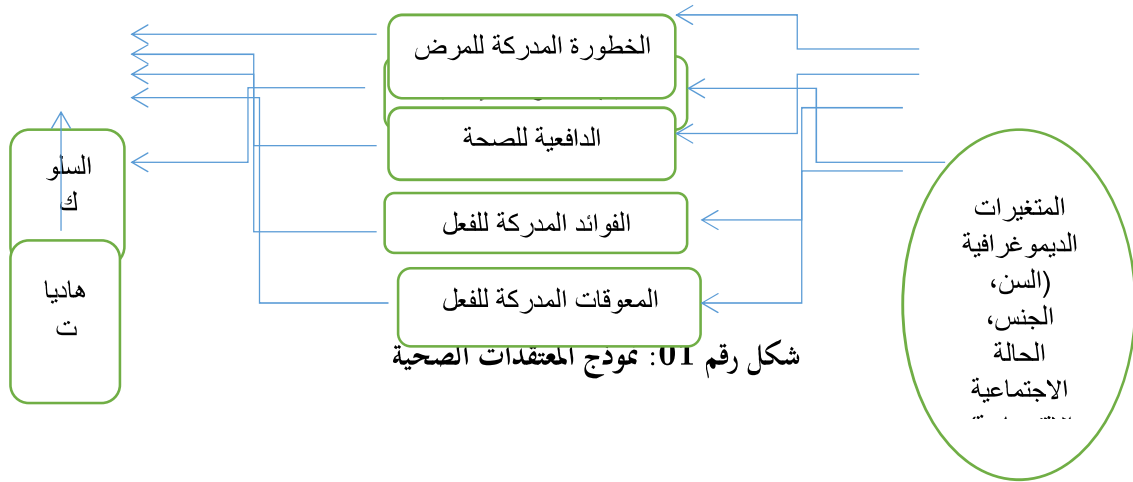 الخطورة المدركة للمرض
الدافعية للصحة
الفوائد المدركة للفعل
المعوقات المدركة للفعل
السلو
ك
هاديا
ت
المتغيرات
الديموغرافية
(السن،
الجنس،
الحالة
الاجتماعية
شكل رقم 01: نموذج المعتقدات الصحية